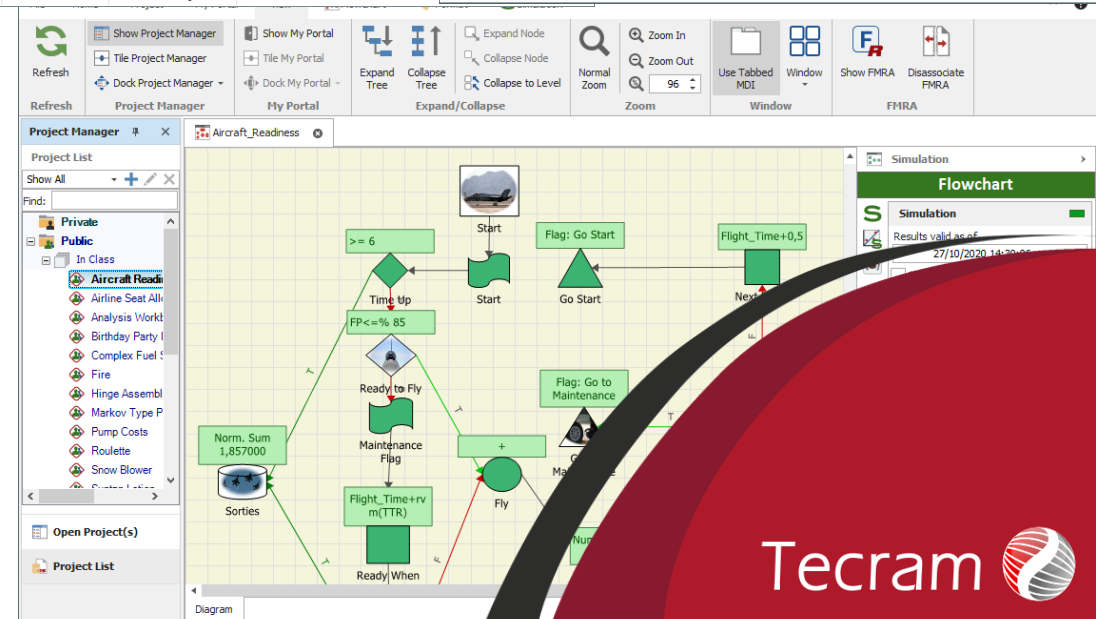 Refresh
Show Project Manager
Tile Project Manager
Dock Project Manager
Show My Portal
Tile My Portal
Dock My Portal
Expand
Tree
Collapse
Tree
Expand Node
Collapse Node
Collapse to Level
Normal
Zoom
Zoom In
Zoom Out
96
Use Tabbed
MDI
Window
Show FMRA
Disassociate
FMRA
Refresh
Project Manager
My Portal
Expand/Collapse
Zoom
Window
FMRA
Project Manager
Project List
Show All
Find:
Private
Public
In Class
Aircraft Readi
Airline Seat All
Analysis Workb
Birthday Party
Complex Fuel S
Fire
Hinge Assembl
Markov Type P
Pump Costs
Roulette
Snow Blower
Open Project(s)
Project List
Aircraft_Readiness
Start
>= 6
Flag: Go Start
Flight_Time+0,5
Time Up
Start
Go Start
Next
FP<=% 85
Ready to Fly
T
T
F
Flag: Go to
Maintenance
T
Maintenance
Flag
Norm. Sum
1,857000
+
Sorties
Fly
Flight_Time+rv
m(TTR)
Num
T
F
Ready When
Diagram
Simulation
Flowchart
S
Simulation
Results valid as of
27/10/2020
Tecram